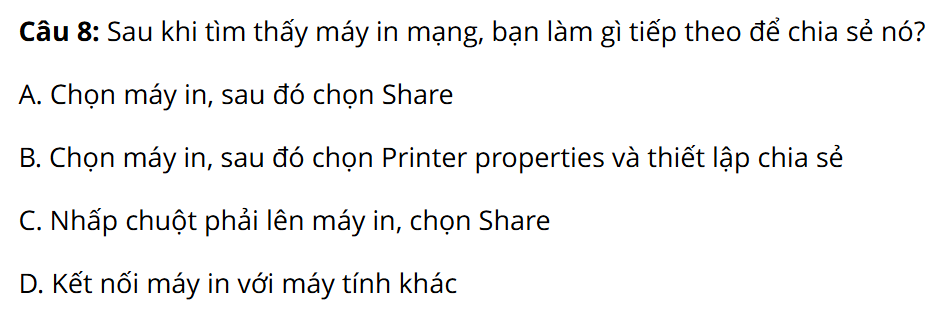 Câu 8: Sau khi tìm thấy máy in mạng, bạn làm gì tiếp theo để chia sẻ nó?
A. Chọn máy in, sau đó chọn Share
B. Chọn máy in, sau đó chọn Printer properties và thiết lập chia sẻ
C. Nhấp chuột phải lên máy in, chọn Share
D. Kết nối máy in với máy tính khác